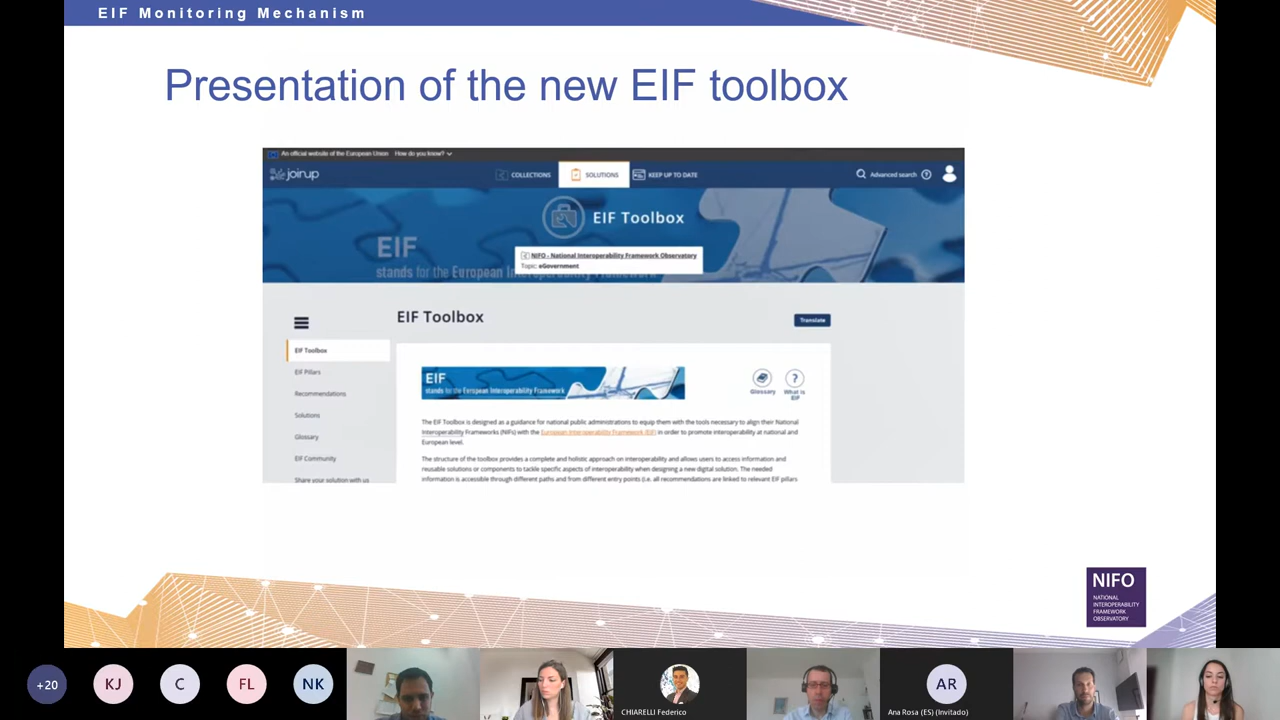 EIF Monitoring Mechanism
Presentation of the new EIF toolbox
An official website of the European Union How do you know?
joinup
COLLECTIONS
SOLUTIONS
KEEP UP TO DATE
Advanced search
EIF Toolbox
EIF
stands for the European Interoperability Framework
NIFO - National Interoperability Framework Observatory
Topic: eGovernment
EIF Toolbox
Translate
EIF Toolbox
EIF Pillars
Recommendations
Solutions
Glossary
EIF Community
Share your solution with us
EIF
stands for the European Interoperability Framework
Glossary
What is
EIF
The EIF Toolbox is designed as a guidance for national public administrations to equip them with the tools necessary to align their National
Interoperability Frameworks (NIFs) with the European Interoperability Framework (EIF) in order to promote interoperability at national and
European level.
The structure of the toolbox provides a complete and holistic approach on interoperability and allows users to access information and
reusable solutions or components to tackle specific aspects of interoperability when designing a new digital solution. The needed
information is accessible through different paths and from different entry points (i.e. all recommendations are linked to relevant EIF pillars
NIFO
NATIONAL
INTEROPERABILITY
FRAMEWORK
OBSERVATORY
+20
KJ
C
FL
NK
CHIARELLI Federico
AR
Ana Rosa (ES) (Invitado)